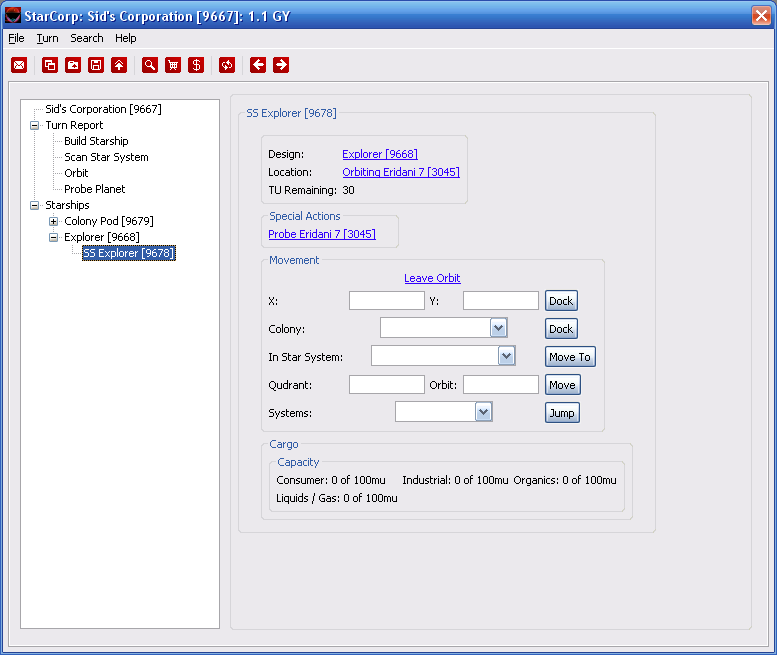 StarCorp: Sid's Corporation [9667]: 1.1 GY
File Turn Search Help
Sid's Corporation [9667]
Turn Report
Build Starship
Scan Star System
Orbit
Probe Planet
Starships
Colony Pod [9679]
Explorer [9668]
SS Explorer [9678]
SS Explorer [9678]
Design: Explorer [9668]
Location: Orbiting Eridani 7 [3045]
TU Remaining: 30
Special Actions
Probe Eridani 7 [3045]
Movement
Leave Orbit
X: Y: Dock
Colony: Dock
In Star System: Move To
Qudrant: Orbit: Move
Systems: Jump
Cargo
Capacity
Consumer: 0 of 100mu Industrial: 0 of 100mu Organics: 0 of 100mu
Liquids / Gas: 0 of 100mu